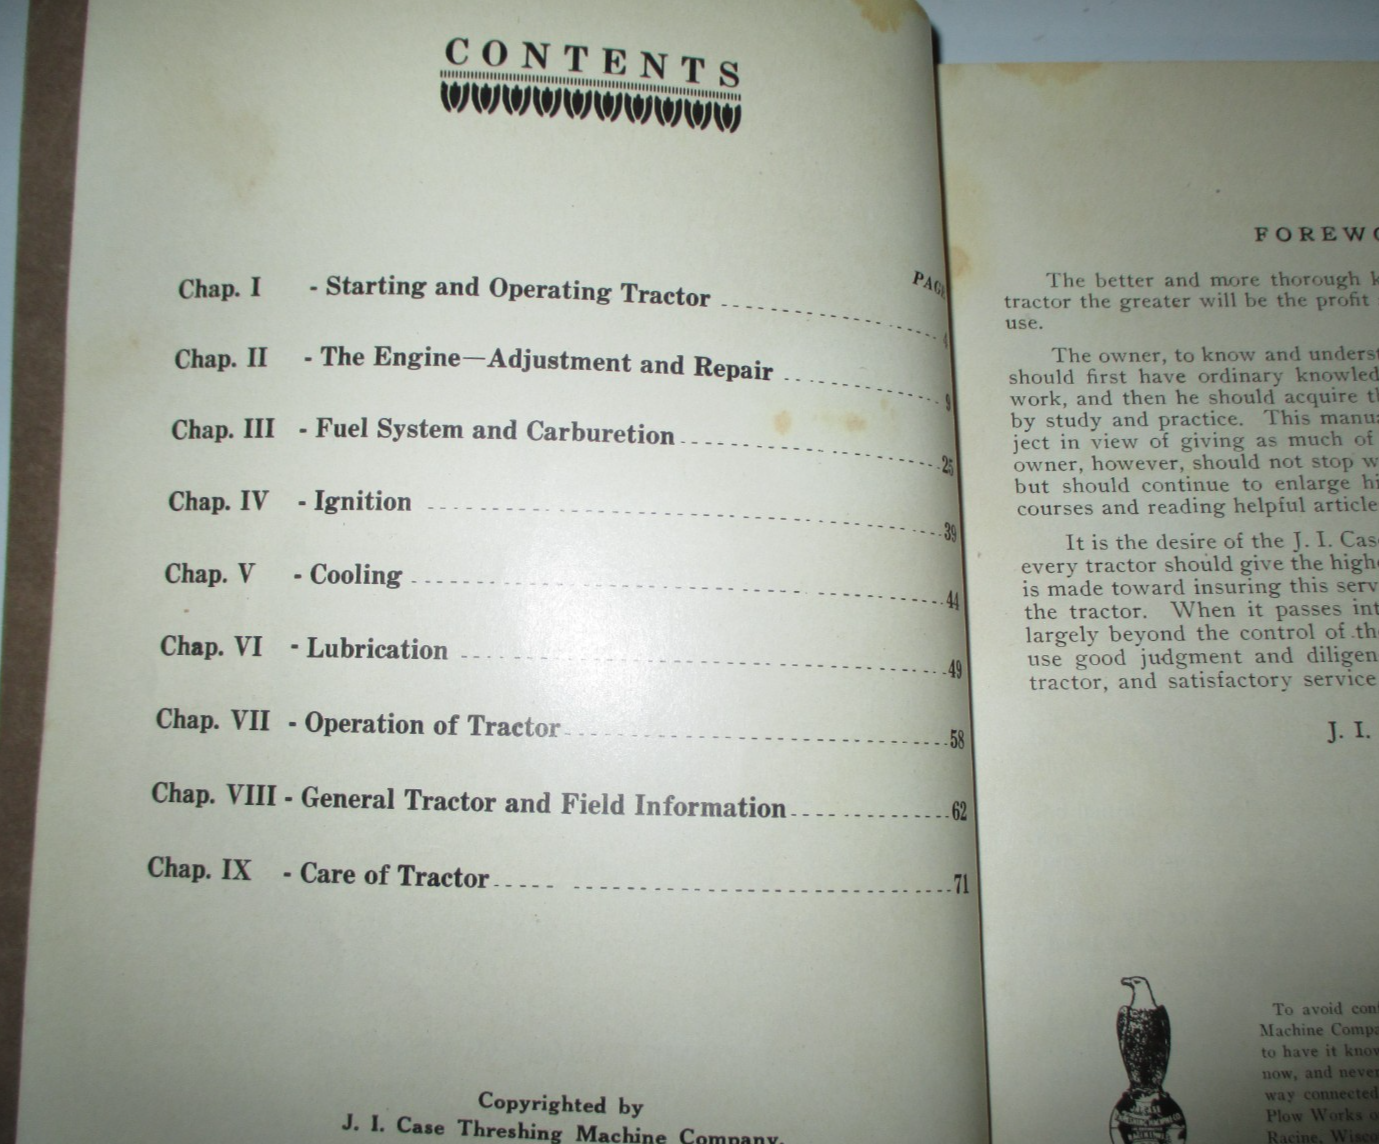 CONTENTS
PAG
Chap. I - Starting and Operating Tractor 4
Chap. II - The Engine—Adjustment and Repair 9
Chap. III - Fuel System and Carburetion 25
Chap. IV - Ignition 39
Chap. V - Cooling 44
Chap. VI - Lubrication 49
Chap. VII - Operation of Tractor 58
Chap. VIII - General Tractor and Field Information 62
Chap. IX - Care of Tractor 71
Copyrighted by
J. I. Case Threshing Machine Company.
FOREWO
The better and more thorough k
tractor the greater will be the profit
use.
The owner, to know and underst
should first have ordinary knowled
work, and then he should acquire th
by study and practice. This manu
ject in view of giving as much of
owner, however, should not stop w
but should continue to enlarge hi
courses and reading helpful article
It is the desire of the J. I. Cas
every tractor should give the high
is made toward insuring this serv
the tractor. When it passes int
largely beyond the control of th
use good judgment and diligen
tractor, and satisfactory service
J. I.
To avoid con
Machine Compa
to have it know
now, and never
way connected
Plow Works o
Racine, Wisc